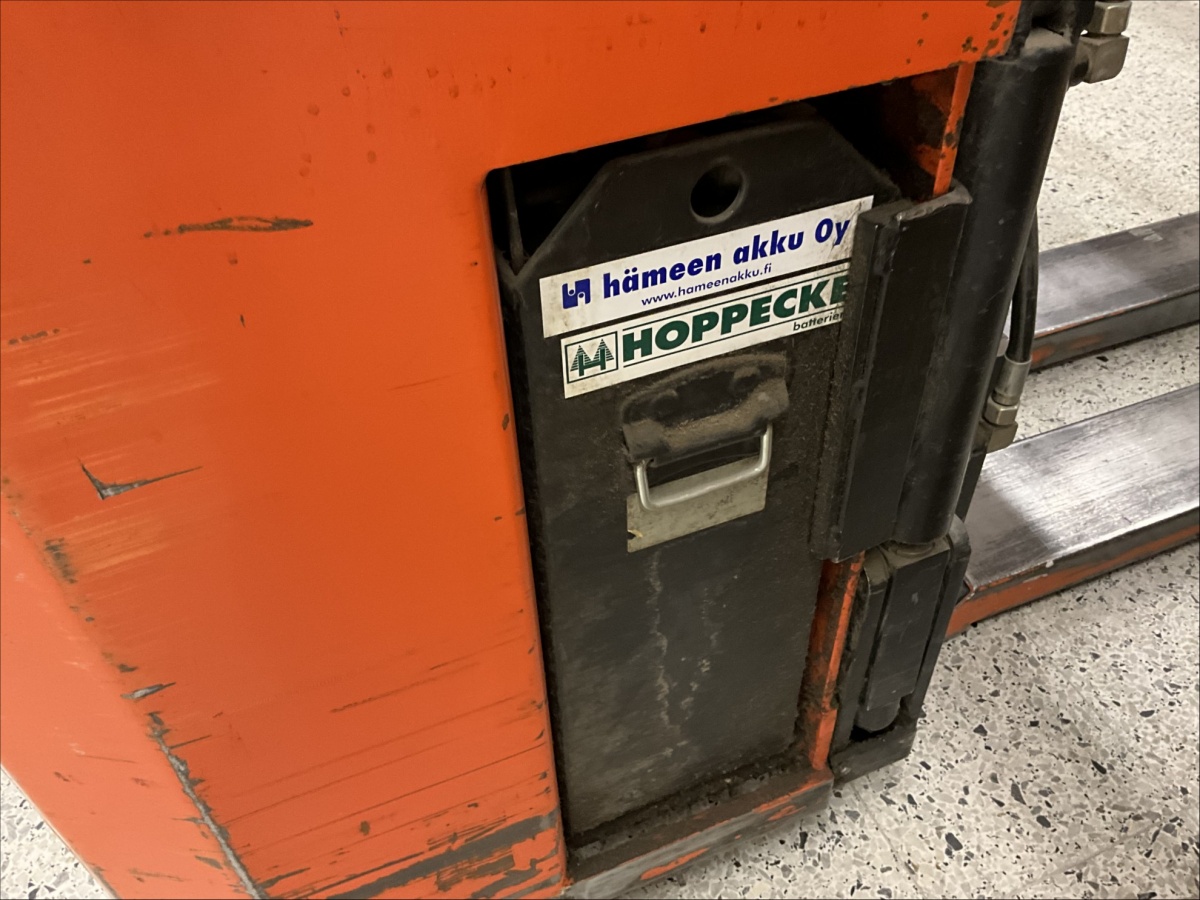 hämeen akku Oy
www.hameenakku.fi
HOPPECKE
batterien